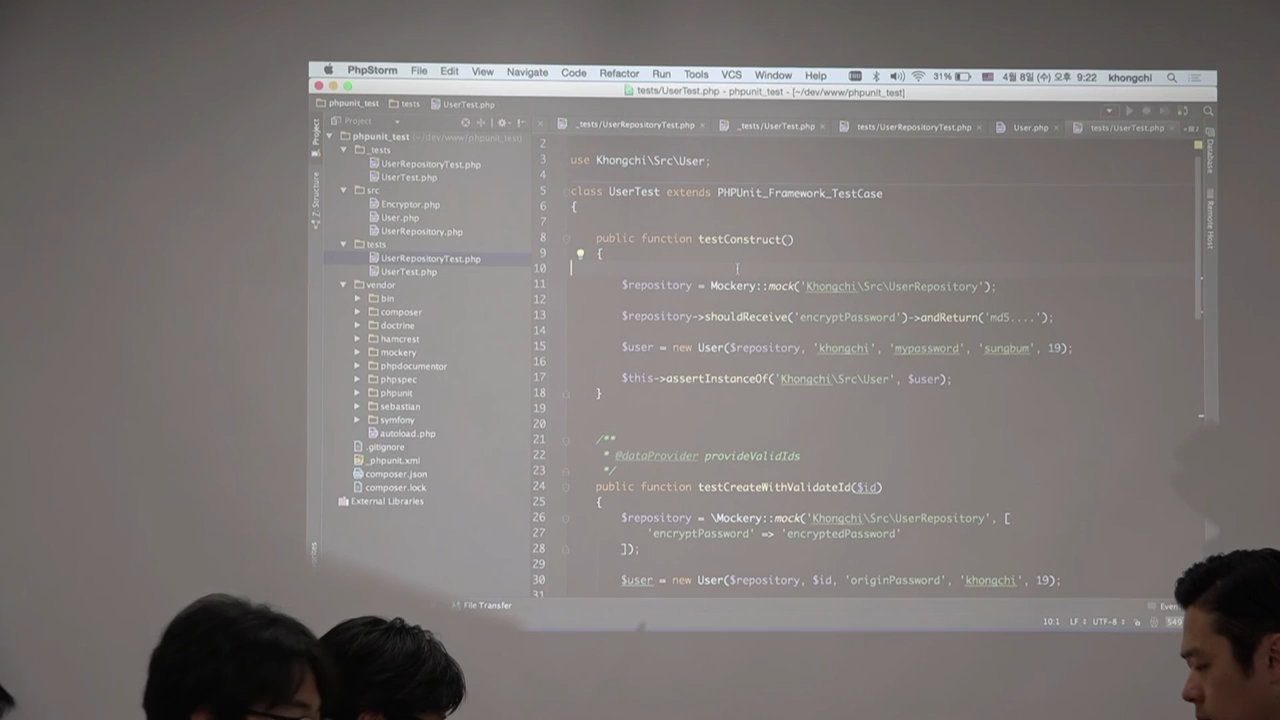 PhpStorm File Edit View Navigate Code Refactor Run Tools VCS Window Help 31% 4월 8일 (수) 오후 9:22 khongchi
tests/UserTest.php - phpunit_test - [~/dev/www/phpunit_test]
phpunit_test tests UserTest.php
Project
_tests/UserRepositoryTest.php _tests/UserTest.php tests/UserRepositoryTest.php User.php tests/UserTest.php
Project
Z: Structure
Database
Remote Host
phpunit_test (~/dev/www/phpunit_test)
_tests
UserRepositoryTest.php
UserTest.php
src
Encryptor.php
User.php
UserRepository.php
tests
UserRepositoryTest.php
UserTest.php
vendor
bin
composer
doctrine
hamcrest
mockery
phpdocumentor
phpspec
phpunit
sebastian
symfony
autoload.php
.gitignore
_phpunit.xml
composer.json
composer.lock
External Libraries
2
3 use Khongchi\Src\User;
4
5 class UserTest extends PHPUnit_Framework_TestCase
6 {
7
8 public function testConstruct()
9 {
10
11 $repository = Mockery::mock('Khongchi\Src\UserRepository');
12
13 $repository->shouldReceive('encryptPassword')->andReturn('md5....');
14
15 $user = new User($repository, 'khongchi', 'mypassword', 'sungbum', 19);
16
17 $this->assertInstanceOf('Khongchi\Src\User', $user);
18 }
19
20
21 /**
22 * @dataProvider provideValidIds
23 */
24 public function testCreateWithValidateId($id)
25 {
26 $repository = \Mockery::mock('Khongchi\Src\UserRepository', [
27 'encryptPassword' => 'encryptedPassword'
28 ]);
29
30 $user = new User($repository, $id, 'originPassword', 'khongchi', 19);
31
File Transfer
10:1 LF UTF-8